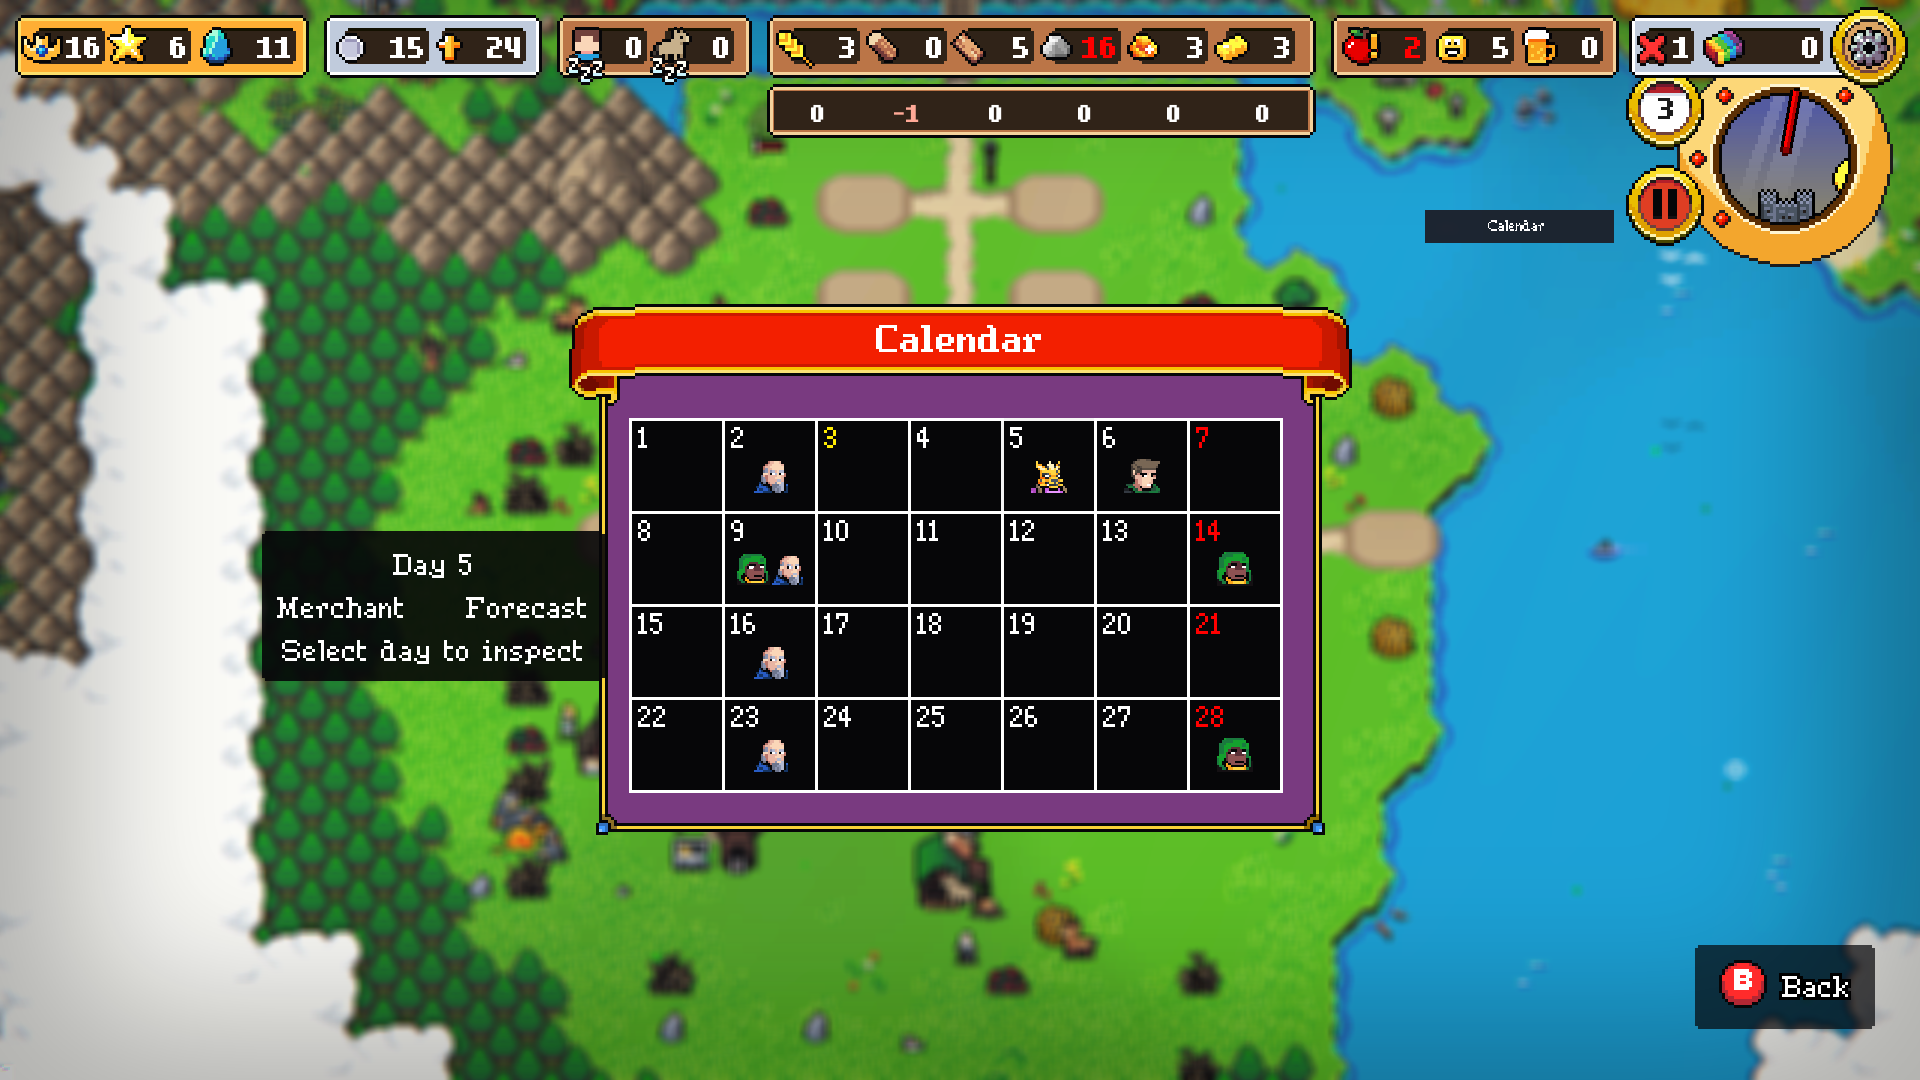 16 6 11 15 24 0 0 3 0 5 16 3 3 2 5 0 1 0
0 -1 0 0 0 0
3
Calendar
Calendar
1 2 3 4 5 6 7
8 9 10 11 12 13 14
Day 5
Merchant Forecast
Select day to inspect
15 16 17 18 19 20 21
22 23 24 25 26 27 28
B Back